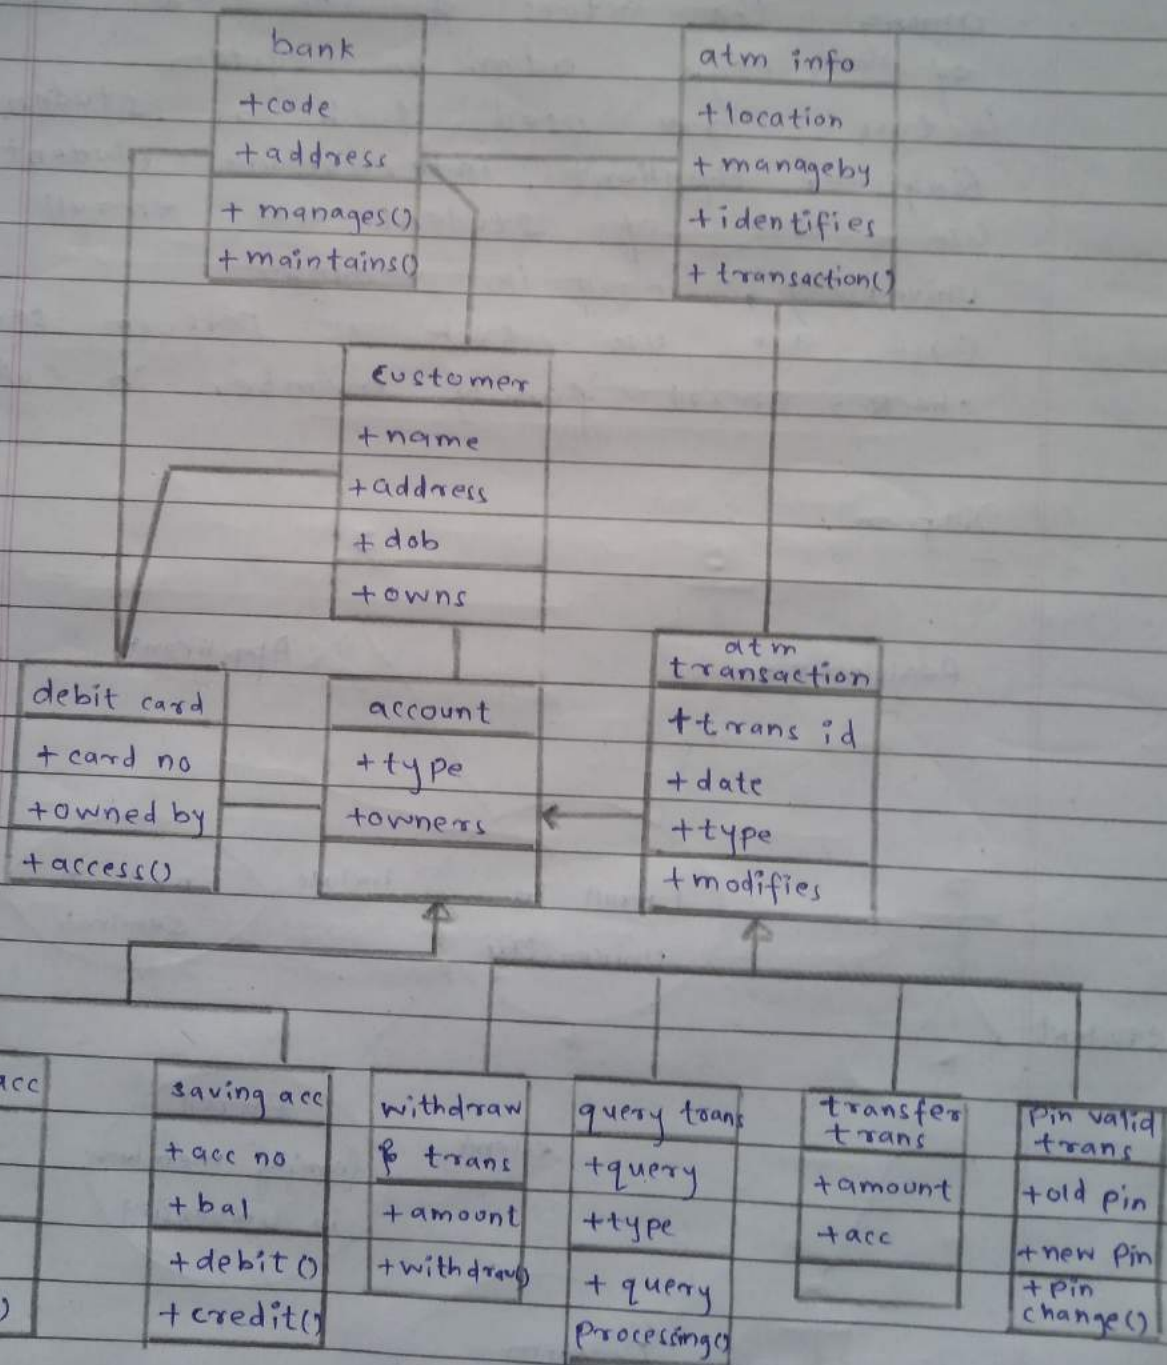 bank
+code
+address
+ manages()
+ maintains()
atm info
+ location
+ manageby
+ identifies
+ transaction()
customer
+name
+address
+ dob
+ owns
debit card
+ card no
+owned by
+ access()
account
+type
+owners
atm
transaction
+trans id
+ date
+type
+modifies
acc
)
saving acc
+ acc no
+ bal
+ debit ()
+ credit()
withdraw
trans
+ amount
+withdraw()
query trans
+query
+type
+ query
processing()
transfer
trans
+amount
+acc
pin valid
trans
+old pin
+new pin
+ pin
change()